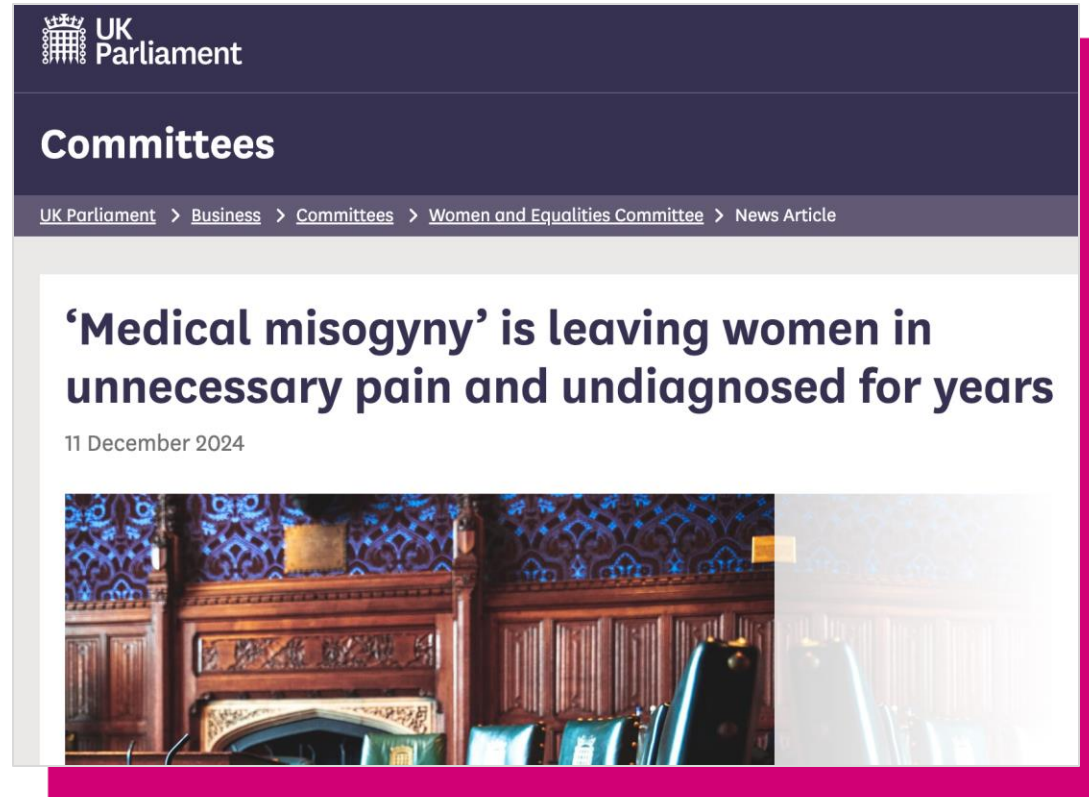 UK
Parliament
Committees
UK Parliament > Business > Committees > Women and Equalities Committee > News Article
‘Medical misogyny’ is leaving women in
unnecessary pain and undiagnosed for years
11 December 2024